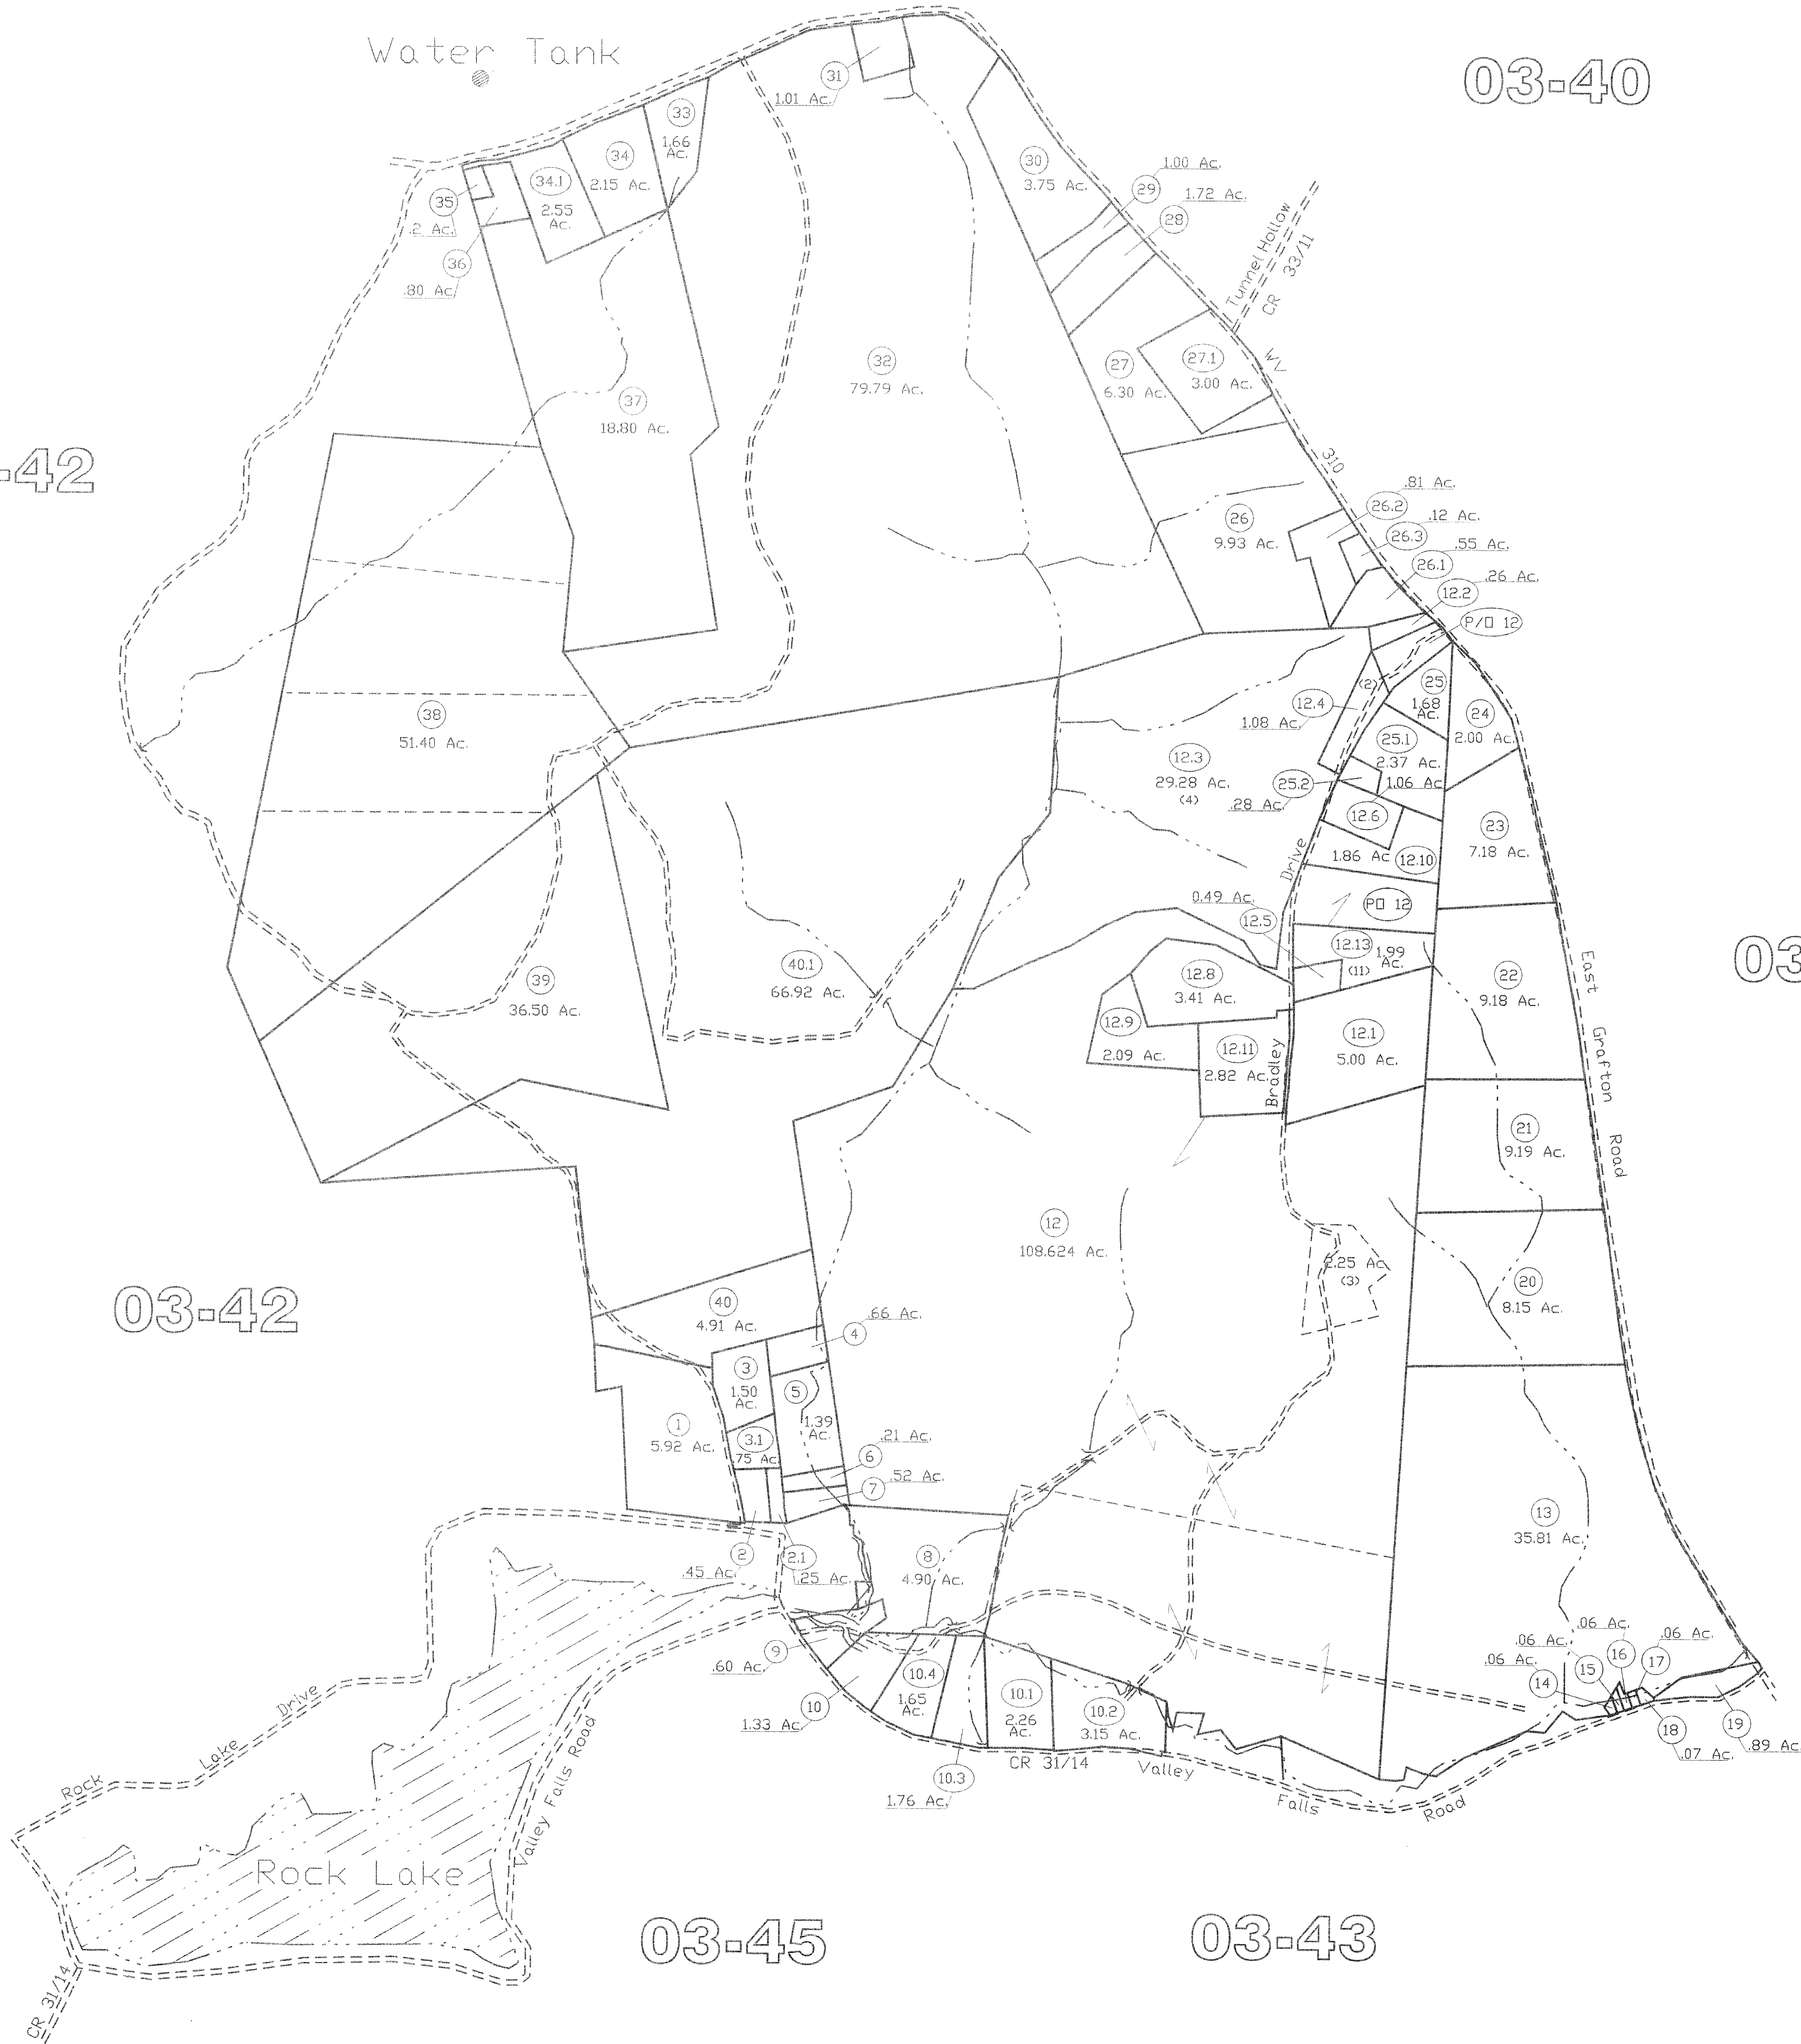 Water Tank
03-40
31
1.01 Ac.
33
1.66
Ac.
34
2.15 Ac.
34.1
2.55
Ac.
35
.2 Ac.
36
.80 Ac.
30
3.75 Ac.
29
1.00 Ac.
28
1.72 Ac.
Tunnel Hollow
CR 33/11
WV
310
32
79.79 Ac.
27
6.30 Ac.
27.1
3.00 Ac.
37
18.80 Ac.
-42
26
9.93 Ac.
.81 Ac.
26.2
.12 Ac.
26.3
.55 Ac.
26.1
.26 Ac.
12.2
P/O 12
(2)
12.4
1.08 Ac.
25
1.68
Ac.
24
2.00 Ac.
38
51.40 Ac.
12.3
29.28 Ac.
(4)
25.1
2.37 Ac.
25.2
.28 Ac.
1.06 Ac
12.6
1.86 Ac
12.10
23
7.18 Ac.
Drive
PO 12
0.49 Ac.
12.5
12.13
1.99
Ac.
(11)
03
East
Grafton
Road
22
9.18 Ac.
39
36.50 Ac.
40.1
66.92 Ac.
12.8
3.41 Ac.
12.9
2.09 Ac.
12.11
2.82 Ac.
Bradley
12.1
5.00 Ac.
21
9.19 Ac.
12
108.624 Ac.
2.25 Ac
(3)
20
8.15 Ac.
03-42
40
4.91 Ac.
.66 Ac.
4
3
1.50
Ac.
5
1.39
Ac.
1
5.92 Ac.
3.1
.75 Ac.
.21 Ac.
6
.52 Ac.
7
13
35.81 Ac.
2
.45 Ac.
2.1
.25 Ac.
8
4.90 Ac.
9
.60 Ac.
10
1.33 Ac.
10.4
1.65
Ac.
10.1
2.26
Ac.
10.2
3.15 Ac.
10.3
1.76 Ac.
.06 Ac.
14
.06 Ac.
15
.06 Ac.
16
.06 Ac.
17
18
.07 Ac.
19
.89 Ac.
CR 31/14
Valley
Falls
Road
Rock
Lake
Drive
Valley Falls Road
Rock Lake
CR 31/14
03-45
03-43